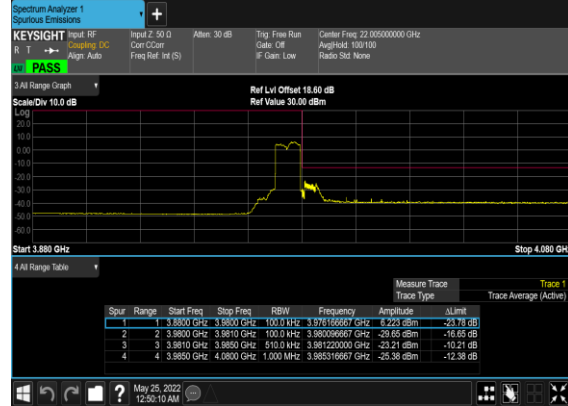 Spectrum Analyzer 1
Spurious Emissions
KEYSIGHT Input: RF Input Z: 50 Ω Atten: 30 dB Trig: Free Run Center Freq: 22.005000000 GHz
R T Coupling: DC Corr CCorr Gate: Off Avg|Hold: 100/100
Align: Auto Freq Ref: Int (S) IF Gain: Low Radio Std: None
PASS
3 All Range Graph
Ref Lvl Offset 18.60 dB
Scale/Div 10.0 dB Ref Value 30.00 dBm
Log
20.0
10.0
0.00
-10.0
-20.0
-30.0
-40.0
-50.0
-60.0
Start 3.880 GHz Stop 4.080 GH
4 All Range Table
Measure Trace Trace 1
Trace Type Trace Average (Active)
Spur Range Start Freq Stop Freq RBW Frequency Amplitude ΔLimit
1 1 3.8800 GHz 3.9800 GHz 100.0 kHz 3.976166667 GHz 6.223 dBm -23.78 dB
2 2 3.9800 GHz 3.9810 GHz 100.0 kHz 3.980096667 GHz -29.65 dBm -16.65 dB
3 3 3.9810 GHz 3.9850 GHz 510.0 kHz 3.981220000 GHz -23.21 dBm -10.21 dB
4 4 3.9850 GHz 4.0800 GHz 1.000 MHz 3.985316667 GHz -25.38 dBm -12.38 dB
May 25, 2022
12:50:10 AM